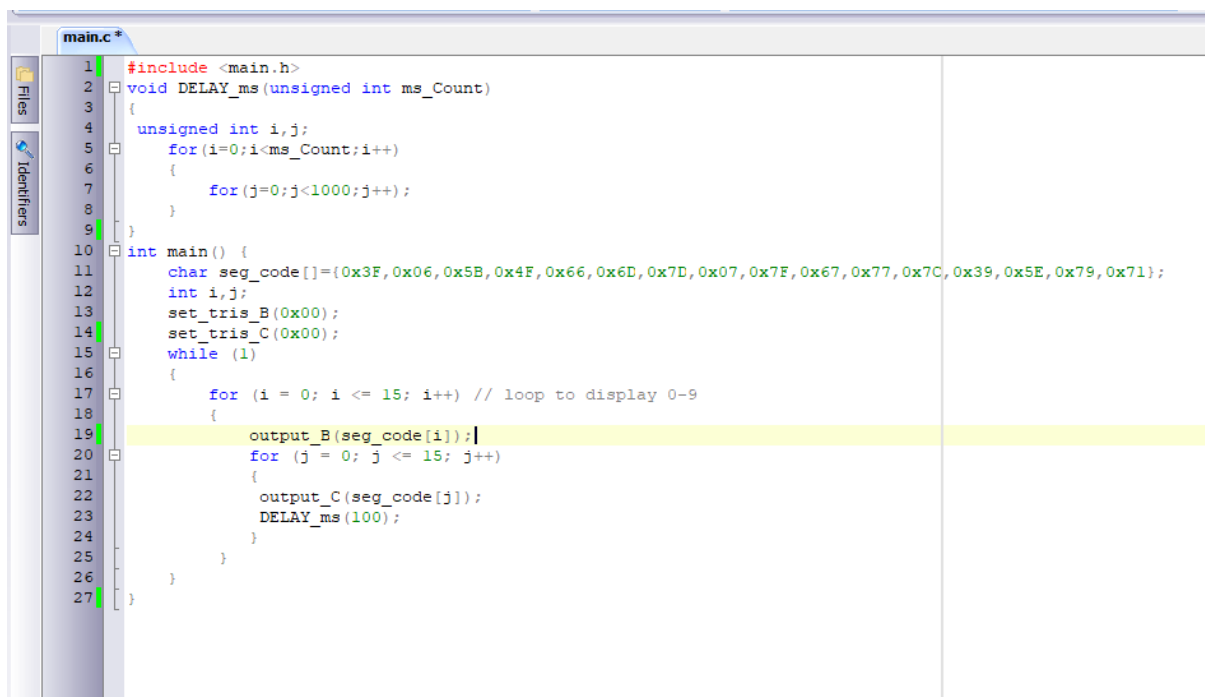 main.c *
Files
Identifiers
1 #include <main.h>
2 void DELAY_ms(unsigned int ms_Count)
3 {
4 unsigned int i,j;
5 for(i=0;i<ms_Count;i++)
6 {
7 for(j=0;j<1000;j++);
8 }
9 }
10 int main() {
11 char seg_code[]={0x3F,0x06,0x5B,0x4F,0x66,0x6D,0x7D,0x07,0x7F,0x67,0x77,0x7C,0x39,0x5E,0x79,0x71};
12 int i,j;
13 set_tris_B(0x00);
14 set_tris_C(0x00);
15 while (1)
16 {
17 for (i = 0; i <= 15; i++) // loop to display 0-9
18 {
19 output_B(seg_code[i]);
20 for (j = 0; j <= 15; j++)
21 {
22 output_C(seg_code[j]);
23 DELAY_ms(100);
24 }
25 }
26 }
27 }